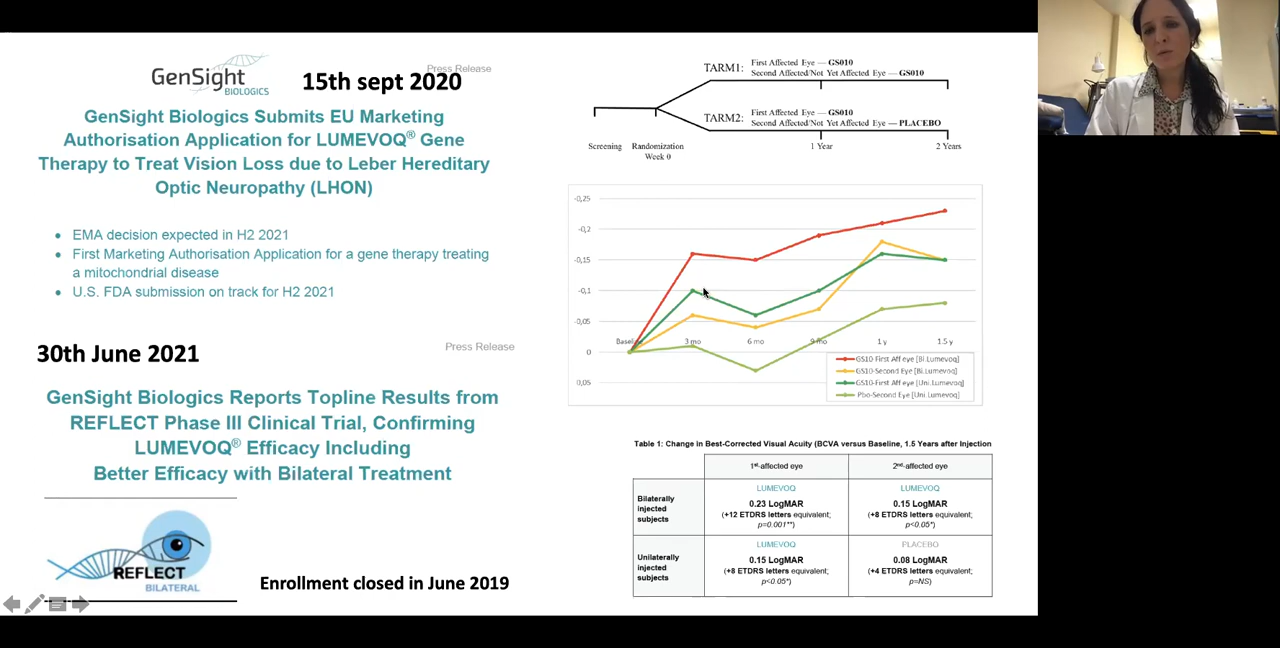 GenSight
BIOLOGICS
Press Release
15th sept 2020
GenSight Biologics Submits EU Marketing
Authorisation Application for LUMEVOQ® Gene
Therapy to Treat Vision Loss due to Leber Hereditary
Optic Neuropathy (LHON)
• EMA decision expected in H2 2021
• First Marketing Authorisation Application for a gene therapy treating
a mitochondrial disease
• U.S. FDA submission on track for H2 2021
30th June 2021
Press Release
GenSight Biologics Reports Topline Results from
REFLECT Phase III Clinical Trial, Confirming
LUMEVOQ® Efficacy Including
Better Efficacy with Bilateral Treatment
REFLECT
BILATERAL
Enrollment closed in June 2019
TARM1: First Affected Eye — GS010
Second Affected/Not Yet Affected Eye — GS010
TARM2: First Affected Eye — GS010
Second Affected/Not Yet Affected Eye — PLACEBO
Screening Randomization 1 Year 2 Years
Week 0
-0,25
-0,2
-0,15
-0,1
-0,05
0
0,05
3 mo 6 mo 9 mo 1 y 1.5 y
GS10-First Aff eye [Bi.Lumevoq]
GS10-Second Eye [Bi.Lumevoq]
GS10-First Aff eye [Uni.Lumevoq]
Pbo-Second Eye [Uni.Lumevoq]
Table 1: Change in Best-Corrected Visual Acuity (BCVA versus Baseline, 1.5 Years after Injection
1st-affected eye 2nd-affected eye
Bilaterally
injected
subjects
LUMEVOQ
0.23 LogMAR
(+12 ETDRS letters equivalent;
p=0.001**)
LUMEVOQ
0.15 LogMAR
(+8 ETDRS letters equivalent;
p<0.05*)
Unilaterally
injected
subjects
LUMEVOQ
0.15 LogMAR
(+8 ETDRS letters equivalent;
p<0.05*)
PLACEBO
0.08 LogMAR
(+4 ETDRS letters equivalent;
p=NS)